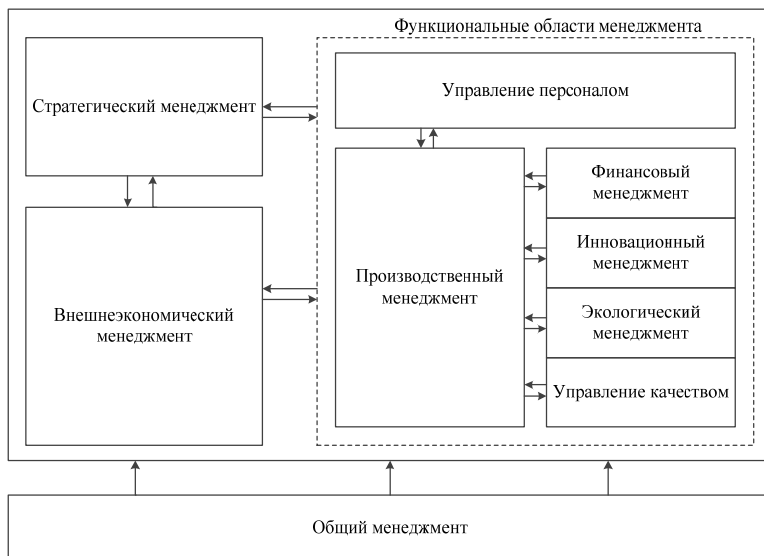 Функциональные области менеджмента
Стратегический менеджмент
Управление персоналом
Внешнеэкономический
менеджмент
Производственный
менеджмент
Финансовый
менеджмент
Инновационный
менеджмент
Экологический
менеджмент
Управление качеством
Общий менеджмент